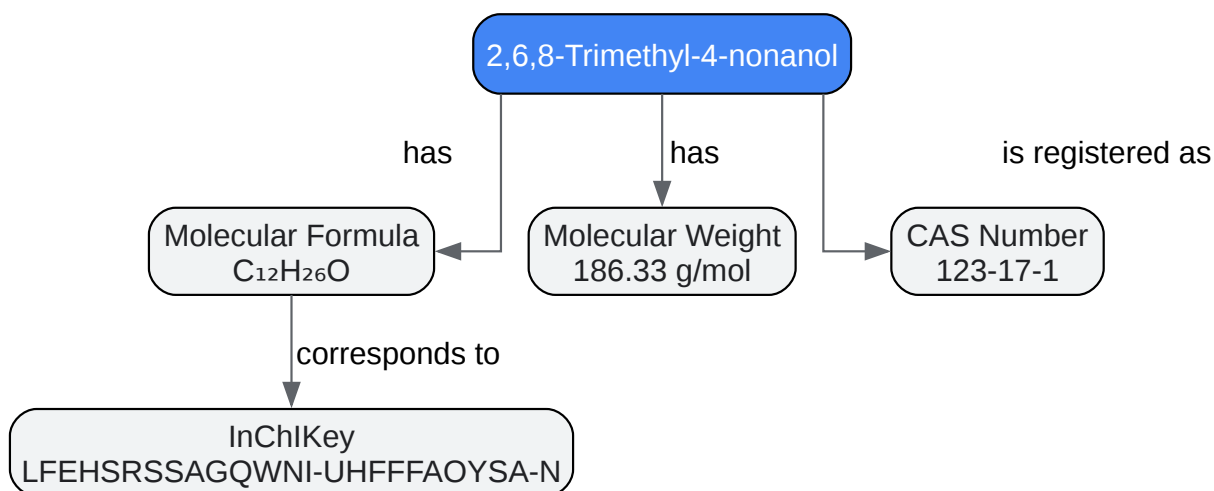 2,6,8-Trimethyl-4-nonanol
has
has
is registered as
Molecular Formula
C₁₂H₂₆O
Molecular Weight
186.33 g/mol
CAS Number
123-17-1
corresponds to
InChIKey
LFEHSRSSAGQWNI-UHFFFAOYSA-N